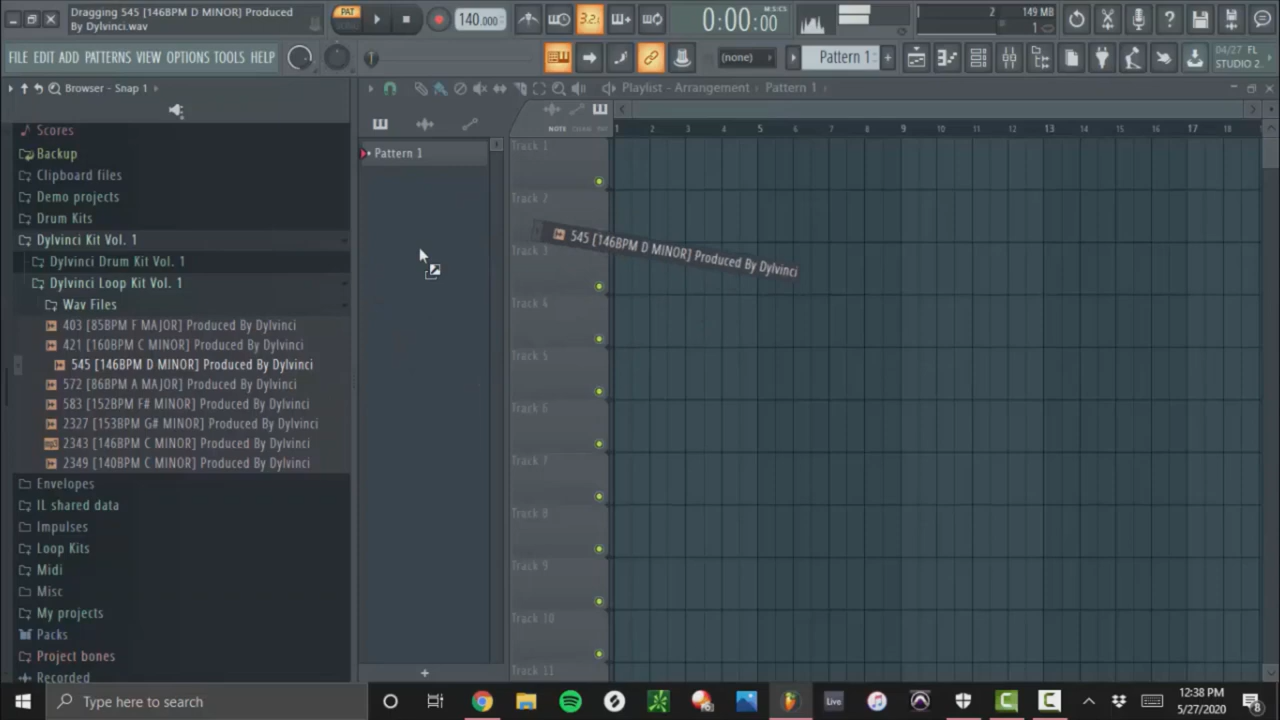 Dragging 545 [146BPM D MINOR] Produced
By Dylvinci.wav
PAT
140.000
3.2.
0:00:00
M:S:CS
2
149 MB
1
FILE EDIT ADD PATTERNS VIEW OPTIONS TOOLS HELP
(none)
Pattern 1
04/27 FL
STUDIO 2.
Browser - Snap 1
Playlist - Arrangement
Pattern 1
NOTE
1 2 3 4 5 6 7 8 9 10 11 12 13 14 15 16 17 18
Scores
Backup
Clipboard files
Demo projects
Drum Kits
Dylvinci Kit Vol. 1
Dylvinci Drum Kit Vol. 1
Dylvinci Loop Kit Vol. 1
Wav Files
403 [85BPM F MAJOR] Produced By Dylvinci
421 [160BPM C MINOR] Produced By Dylvinci
545 [146BPM D MINOR] Produced By Dylvinci
572 [86BPM A MAJOR] Produced By Dylvinci
583 [152BPM F# MINOR] Produced By Dylvinci
2327 [153BPM G# MINOR] Produced By Dylvinci
2343 [146BPM C MINOR] Produced By Dylvinci
2349 [140BPM C MINOR] Produced By Dylvinci
Envelopes
IL shared data
Impulses
Loop Kits
Midi
Misc
My projects
Packs
Project bones
Recorded
Pattern 1
Track 1
Track 2
545 [146BPM D MINOR] Produced By Dylvinci
Track 3
Track 4
Track 5
Track 6
Track 7
Track 8
Track 9
Track 10
Track 11
Type here to search
Live
12:38 PM
5/27/2020
8